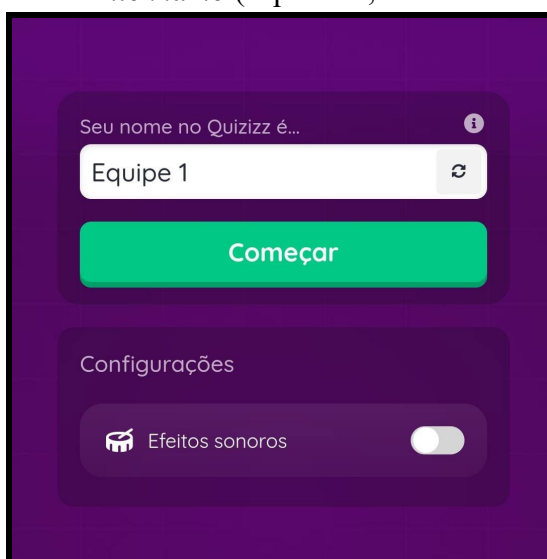 Seu nome no Quizizz é...
Equipe 1
Começar
Configurações
Efeitos sonoros